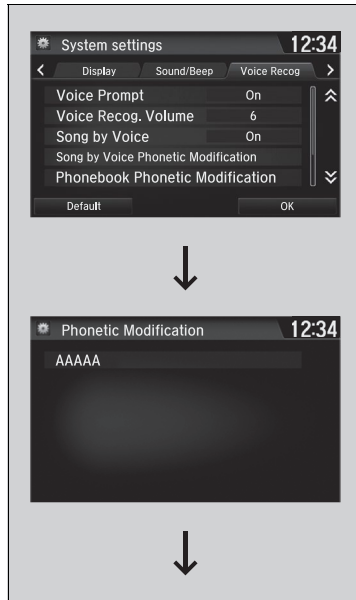 System settings 12:34
Display Sound/Beep Voice Recog
Voice Prompt On
Voice Recog. Volume 6
Song by Voice On
Song by Voice Phonetic Modification
Phonebook Phonetic Modification
Default OK
Phonetic Modification 12:34
AAAAA